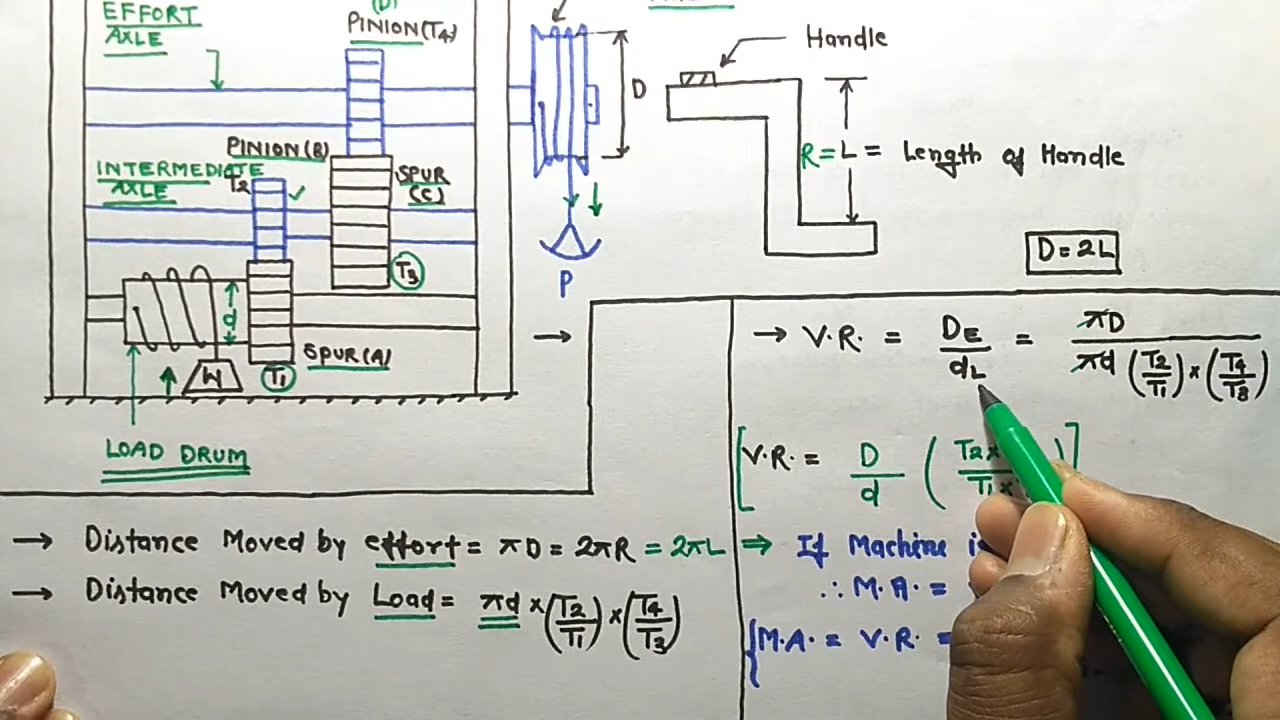 EFFORT
AXLE
(D)
PINION(T4)
PINION(B)
INTERMEDIATE
AXLE
T2
SPUR
(C)
T3
d
W
SPUR(A)
T1
LOAD DRUM
D
P
Handle
R = L = Length of Handle
D = 2L
→ V.R. = DE/dL = πD / πd (T2/T1) × (T4/T3)
[V.R. = D/d ( T2 × / T1 × ) ]
→ Distance Moved by effort = πD = 2πR = 2πL
→ Distance Moved by Load = πd × (T2/T1) × (T4/T3)
⇒ If Machine
∴ M.A. =
{M.A. = V.R. =